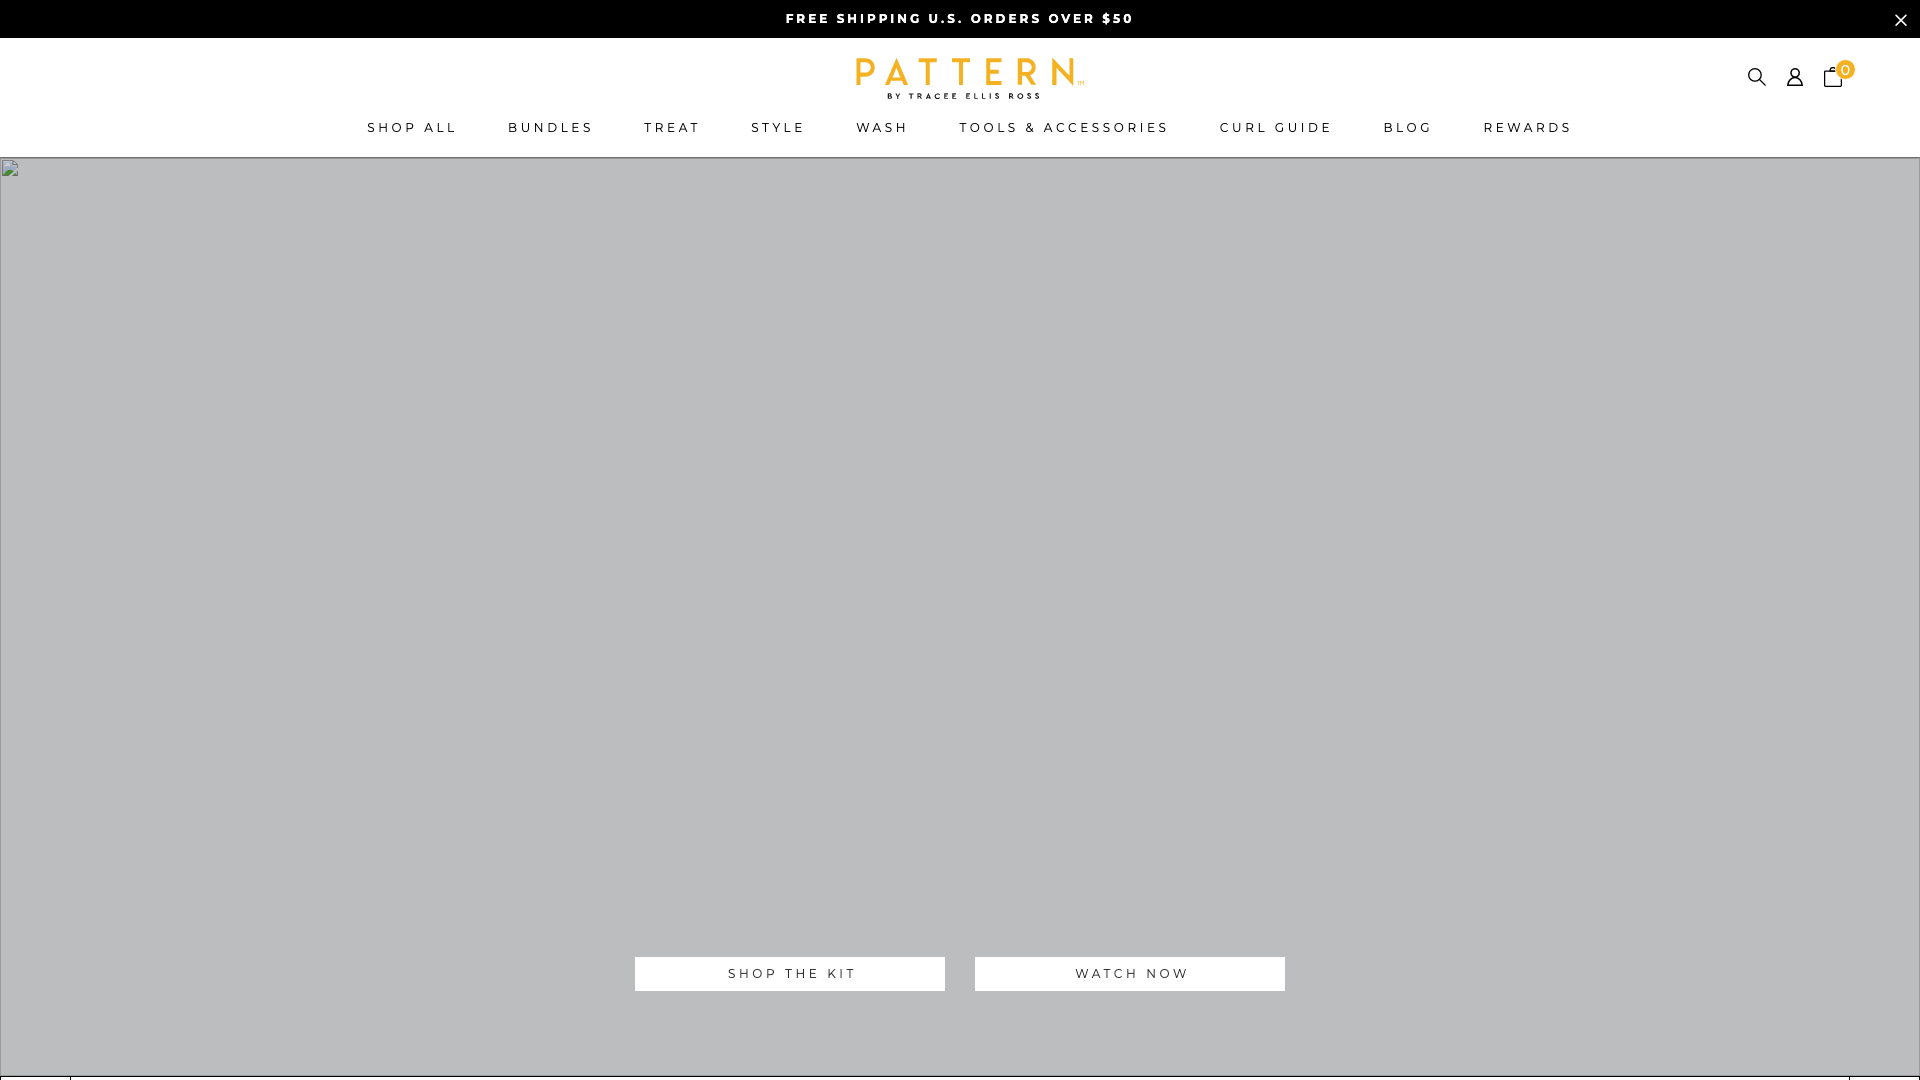 FREE SHIPPING U.S. ORDERS OVER $50
PATTERN™
BY TRACEE ELLIS ROSS
0
SHOP ALL BUNDLES TREAT STYLE WASH TOOLS & ACCESSORIES CURL GUIDE BLOG REWARDS
SHOP THE KIT WATCH NOW